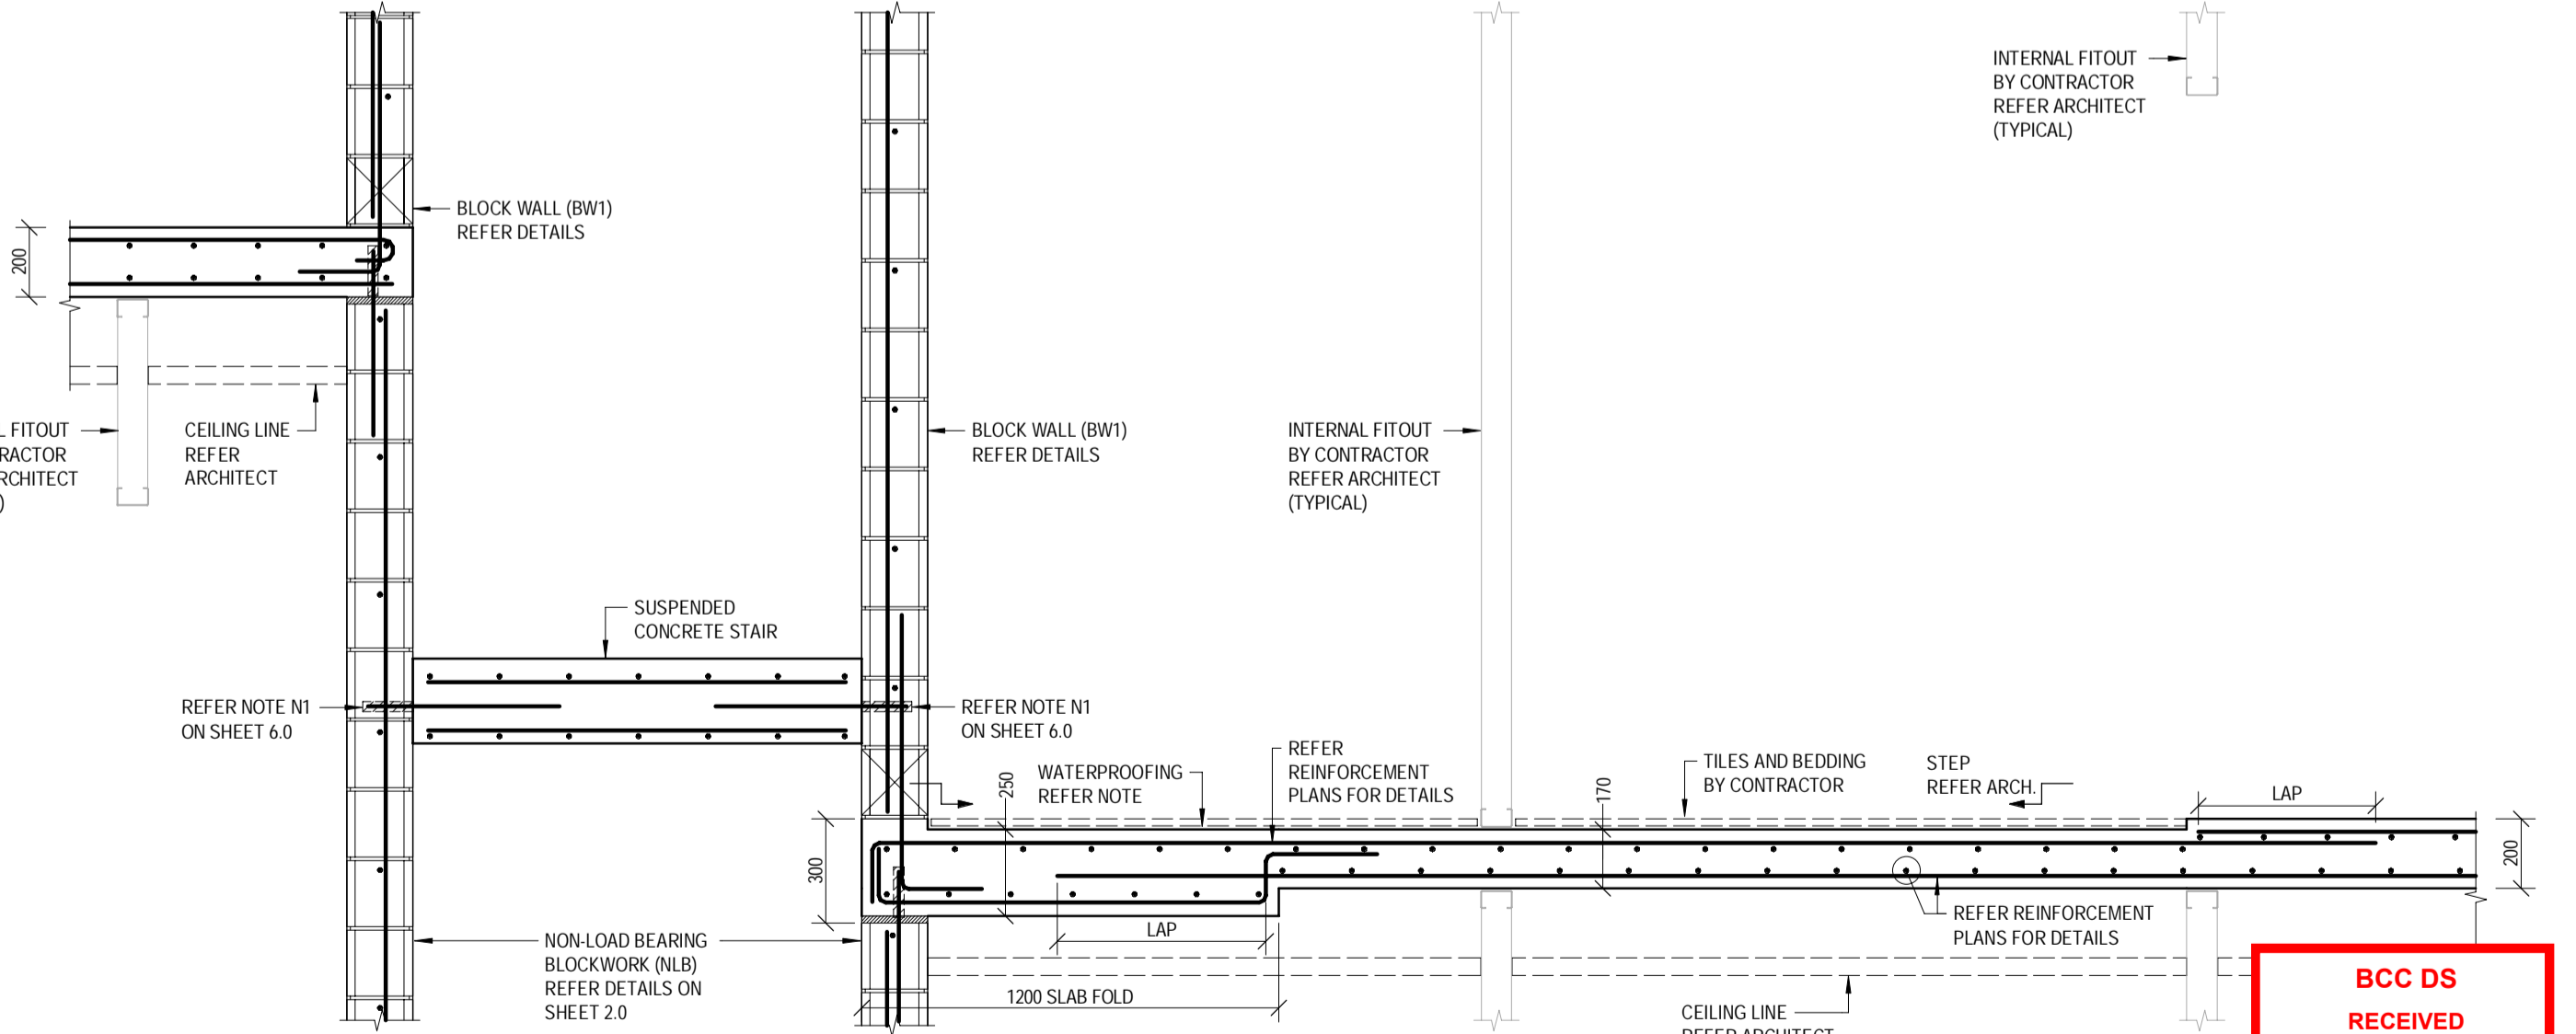 INTERNAL FITOUT
BY CONTRACTOR
REFER ARCHITECT
(TYPICAL)
BLOCK WALL (BW1)
REFER DETAILS
200
L FITOUT
RACTOR
RCHITECT
)
CEILING LINE
REFER
ARCHITECT
BLOCK WALL (BW1)
REFER DETAILS
INTERNAL FITOUT
BY CONTRACTOR
REFER ARCHITECT
(TYPICAL)
SUSPENDED
CONCRETE STAIR
REFER NOTE N1
ON SHEET 6.0
REFER NOTE N1
ON SHEET 6.0
WATERPROOFING
REFER NOTE
250
REFER
REINFORCEMENT
PLANS FOR DETAILS
170
TILES AND BEDDING
BY CONTRACTOR
STEP
REFER ARCH.
LAP
300
200
LAP
REFER REINFORCEMENT
PLANS FOR DETAILS
NON-LOAD BEARING
BLOCKWORK (NLB)
REFER DETAILS ON
SHEET 2.0
1200 SLAB FOLD
CEILING LINE
REFER ARCHITECT
BCC DS
RECEIVED